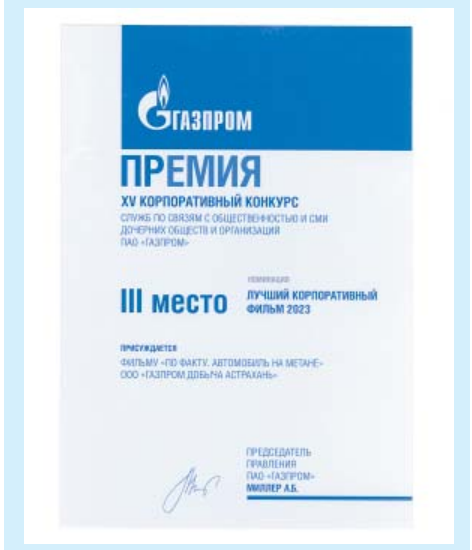 ГАЗПРОМ
ПРЕМИЯ
XV КОРПОРАТИВНЫЙ КОНКУРС
СЛУЖБ ПО СВЯЗЯМ С ОБЩЕСТВЕННОСТЬЮ И СМИ
ДОЧЕРНИХ ОБЩЕСТВ И ОРГАНИЗАЦИЙ
ПАО «ГАЗПРОМ»
НОМИНАЦИЯ
III место
ЛУЧШИЙ КОРПОРАТИВНЫЙ
ФИЛЬМ 2023
ПРИСУЖДАЕТСЯ
ФИЛЬМУ «ПО ФАКТУ. АВТОМОБИЛЬ НА МЕТАНЕ»
ООО «ГАЗПРОМ ДОБЫЧА АСТРАХАНЬ»
ПРЕДСЕДАТЕЛЬ
ПРАВЛЕНИЯ
ПАО «ГАЗПРОМ»
МИЛЛЕР А.Б.